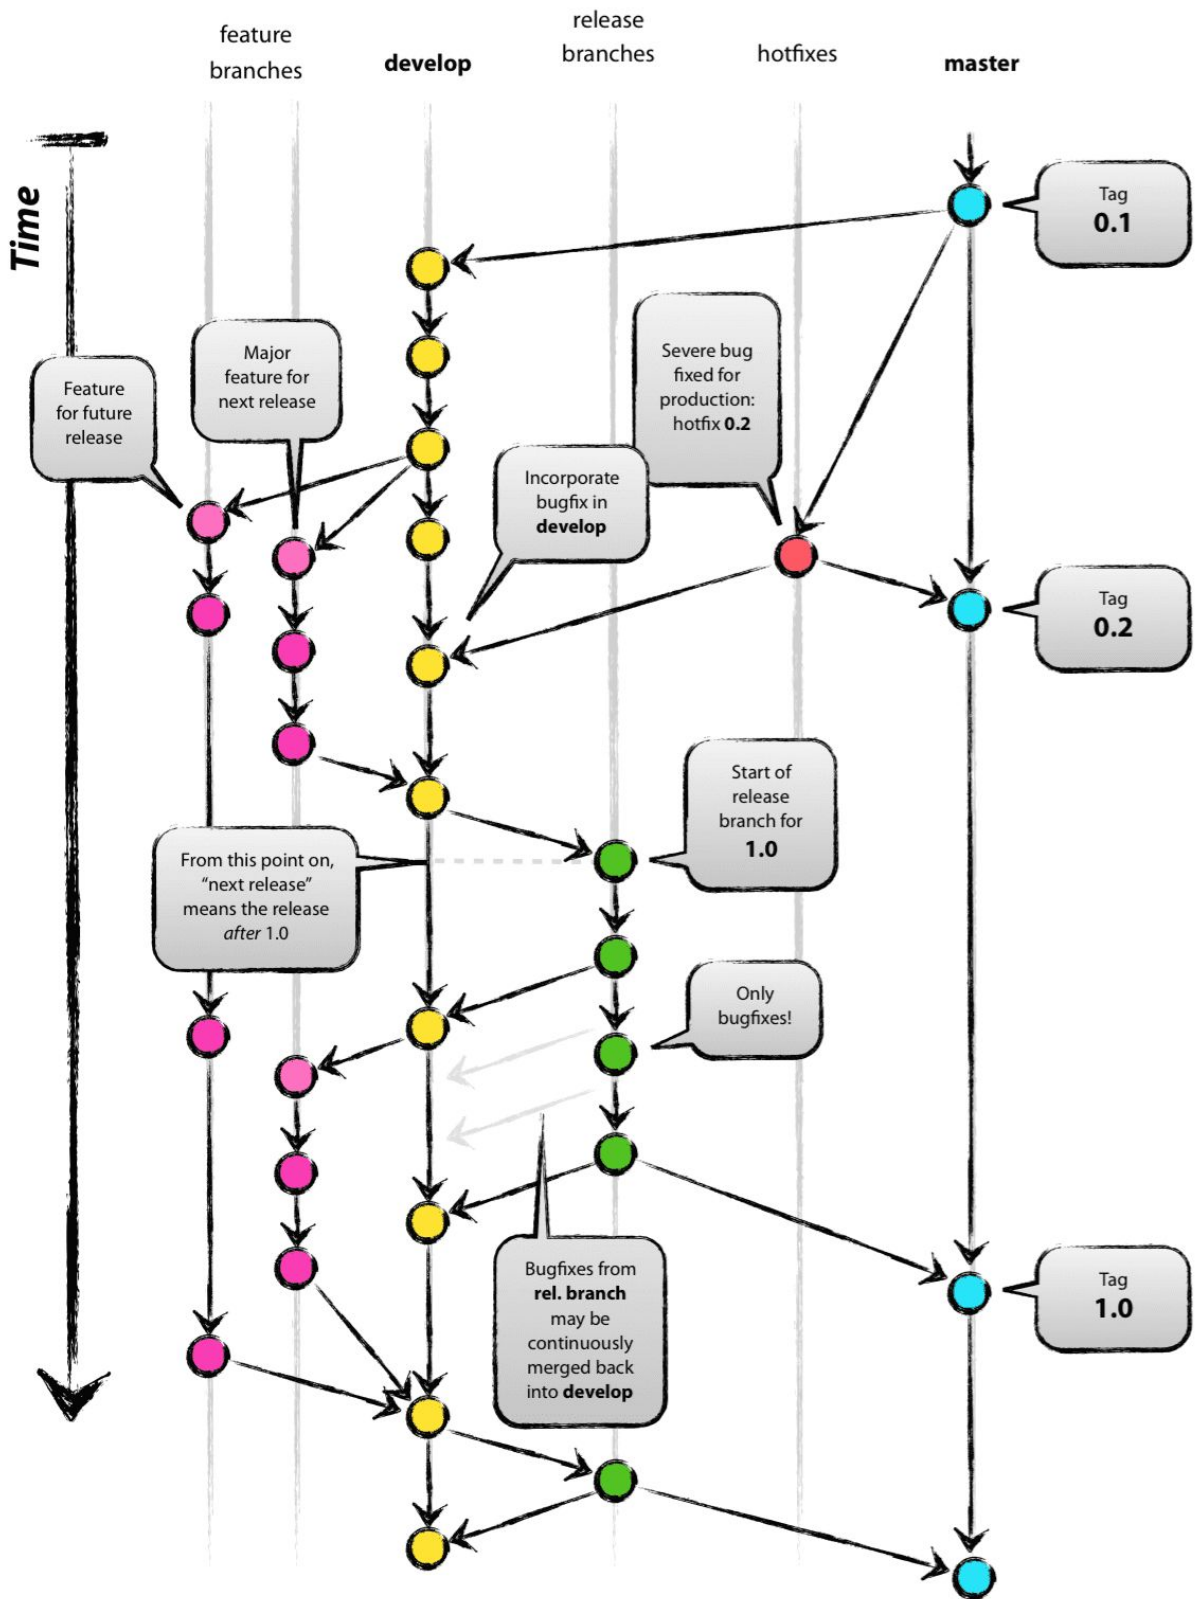 feature
branches
develop
release
branches
hotfixes
master
Time
Tag
0.1
Major
feature for
next release
Feature
for future
release
Severe bug
fixed for
production:
hotfix 0.2
Incorporate
bugfix in
develop
Tag
0.2
Start of
release
branch for
1.0
From this point on,
“next release”
means the release
after 1.0
Only
bugfixes!
Bugfixes from
rel. branch
may be
continuously
merged back
into develop
Tag
1.0